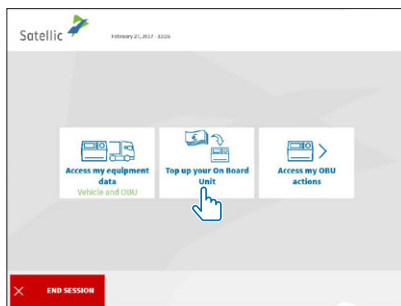 Satellic
February 21, 2017 - 12:26
Access my equipment
data
Vehicle and OBU
Top up your On Board
Unit
Access my OBU
actions
END SESSION